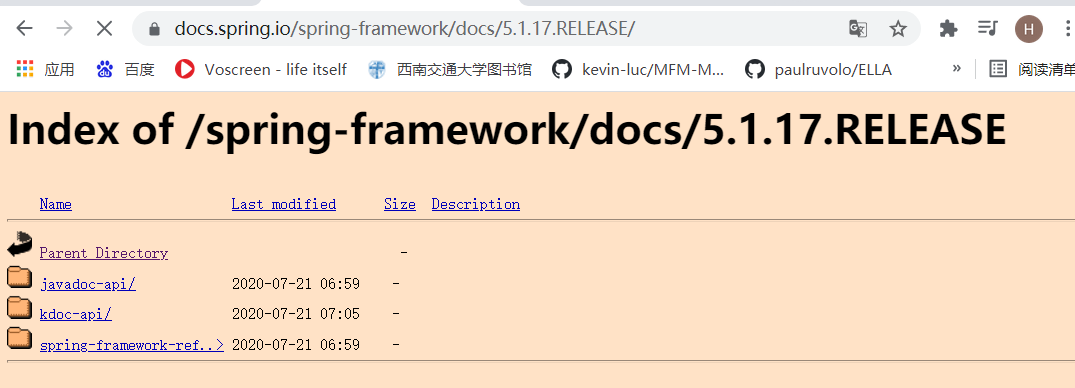 docs.spring.io/spring-framework/docs/5.1.17.RELEASE/ H
应用 百度 Voscreen - life itself 西南交通大学图书馆 kevin-luc/MFM-M... paulruvolo/ELLA » 阅读清单
Index of /spring-framework/docs/5.1.17.RELEASE
Name Last modified Size Description
Parent Directory -
javadoc-api/ 2020-07-21 06:59 -
kdoc-api/ 2020-07-21 07:05 -
spring-framework-ref..> 2020-07-21 06:59 -